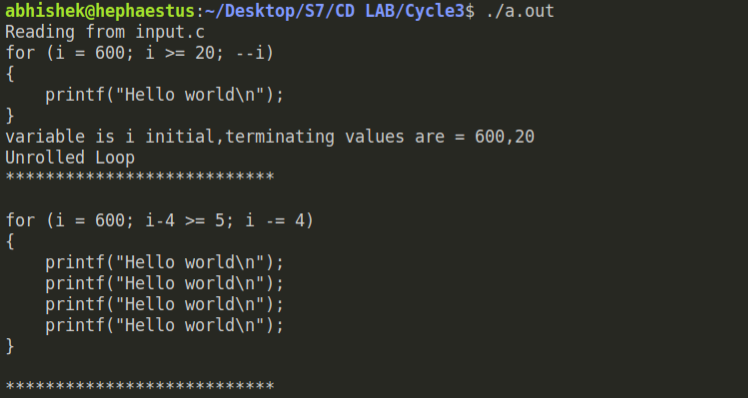 abhishek@hephaestus:~/Desktop/S7/CD LAB/Cycle3$ ./a.out
Reading from input.c
for (i = 600; i >= 20; --i)
{
    printf("Hello world\n");
}
variable is i initial,terminating values are = 600,20
Unrolled Loop
***************************

for (i = 600; i-4 >= 5; i -= 4)
{
    printf("Hello world\n");
    printf("Hello world\n");
    printf("Hello world\n");
    printf("Hello world\n");
}

***************************